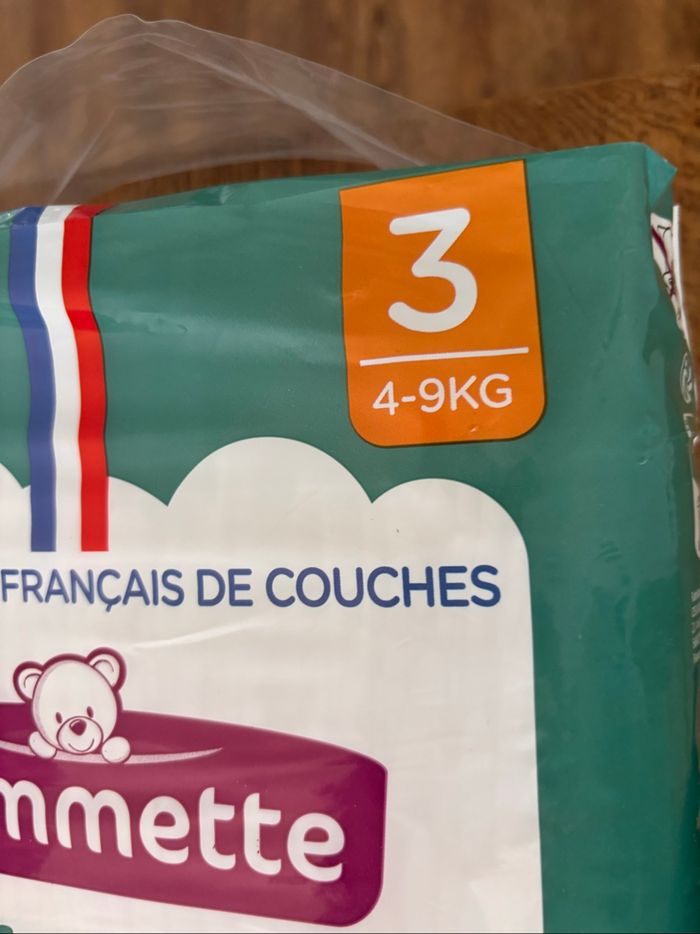 3
4-9KG
FRANÇAIS DE COUCHES
mmette